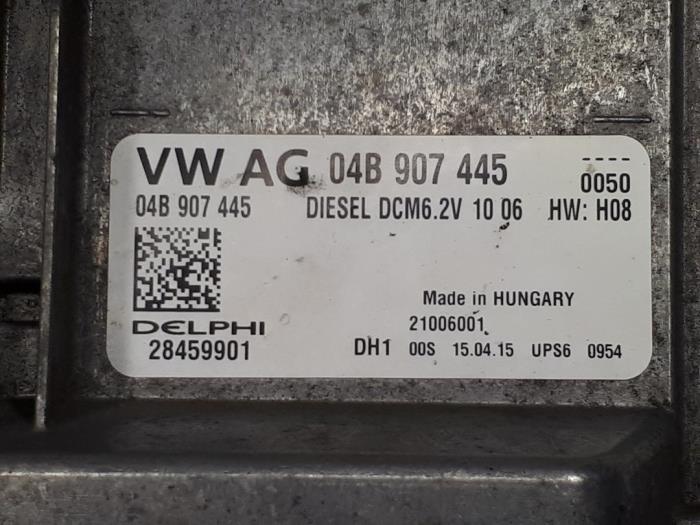 VW AG 04B 907 445 ----
0050
04B 907 445 DIESEL DCM6.2V 10 06 HW: H08
Made in HUNGARY
DELPHI 21006001
28459901 DH1 00S 15.04.15 UPS6 0954